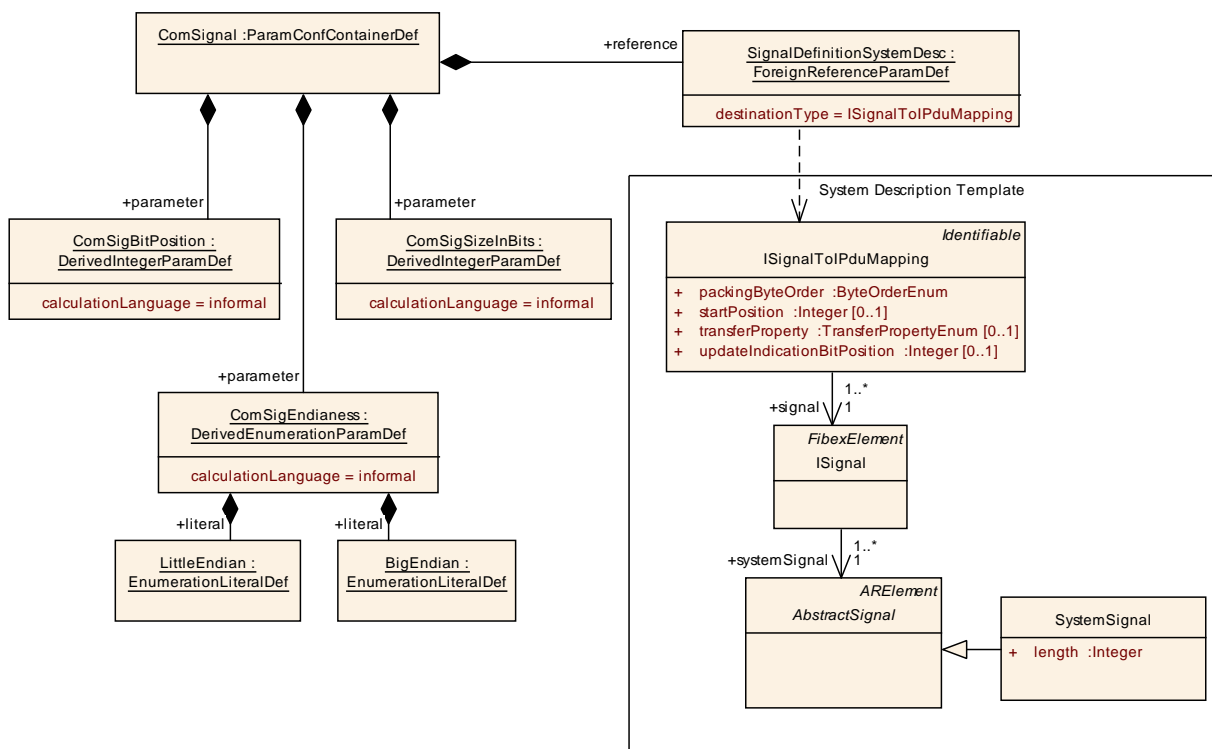 ComSignal :ParamConfContainerDef
+reference
SignalDefinitionSystemDesc :
ForeignReferenceParamDef
destinationType = ISignalToIPduMapping
+parameter
ComSigBitPosition :
DerivedIntegerParamDef
calculationLanguage = informal
+parameter
ComSigSizeInBits :
DerivedIntegerParamDef
calculationLanguage = informal
System Description Template
Identifiable
ISignalToIPduMapping
+ packingByteOrder :ByteOrderEnum
+ startPosition :Integer [0..1]
+ transferProperty :TransferPropertyEnum [0..1]
+ updateIndicationBitPosition :Integer [0..1]
+parameter
ComSigEndianess :
DerivedEnumerationParamDef
calculationLanguage = informal
1..*
+signal 1
FibexElement
ISignal
+literal
LittleEndian :
EnumerationLiteralDef
+literal
BigEndian :
EnumerationLiteralDef
1..*
+systemSignal 1
ARElement
AbstractSignal
SystemSignal
+ length :Integer